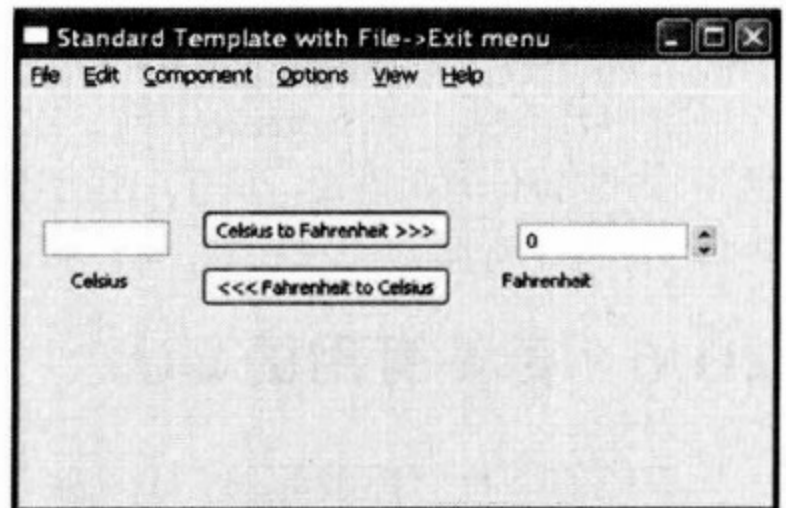 Standard Template with File->Exit menu
File Edit Component Options View Help
Celsius to Fahrenheit >>>
0
Celsius
<<< Fahrenheit to Celsius
Fahrenheit